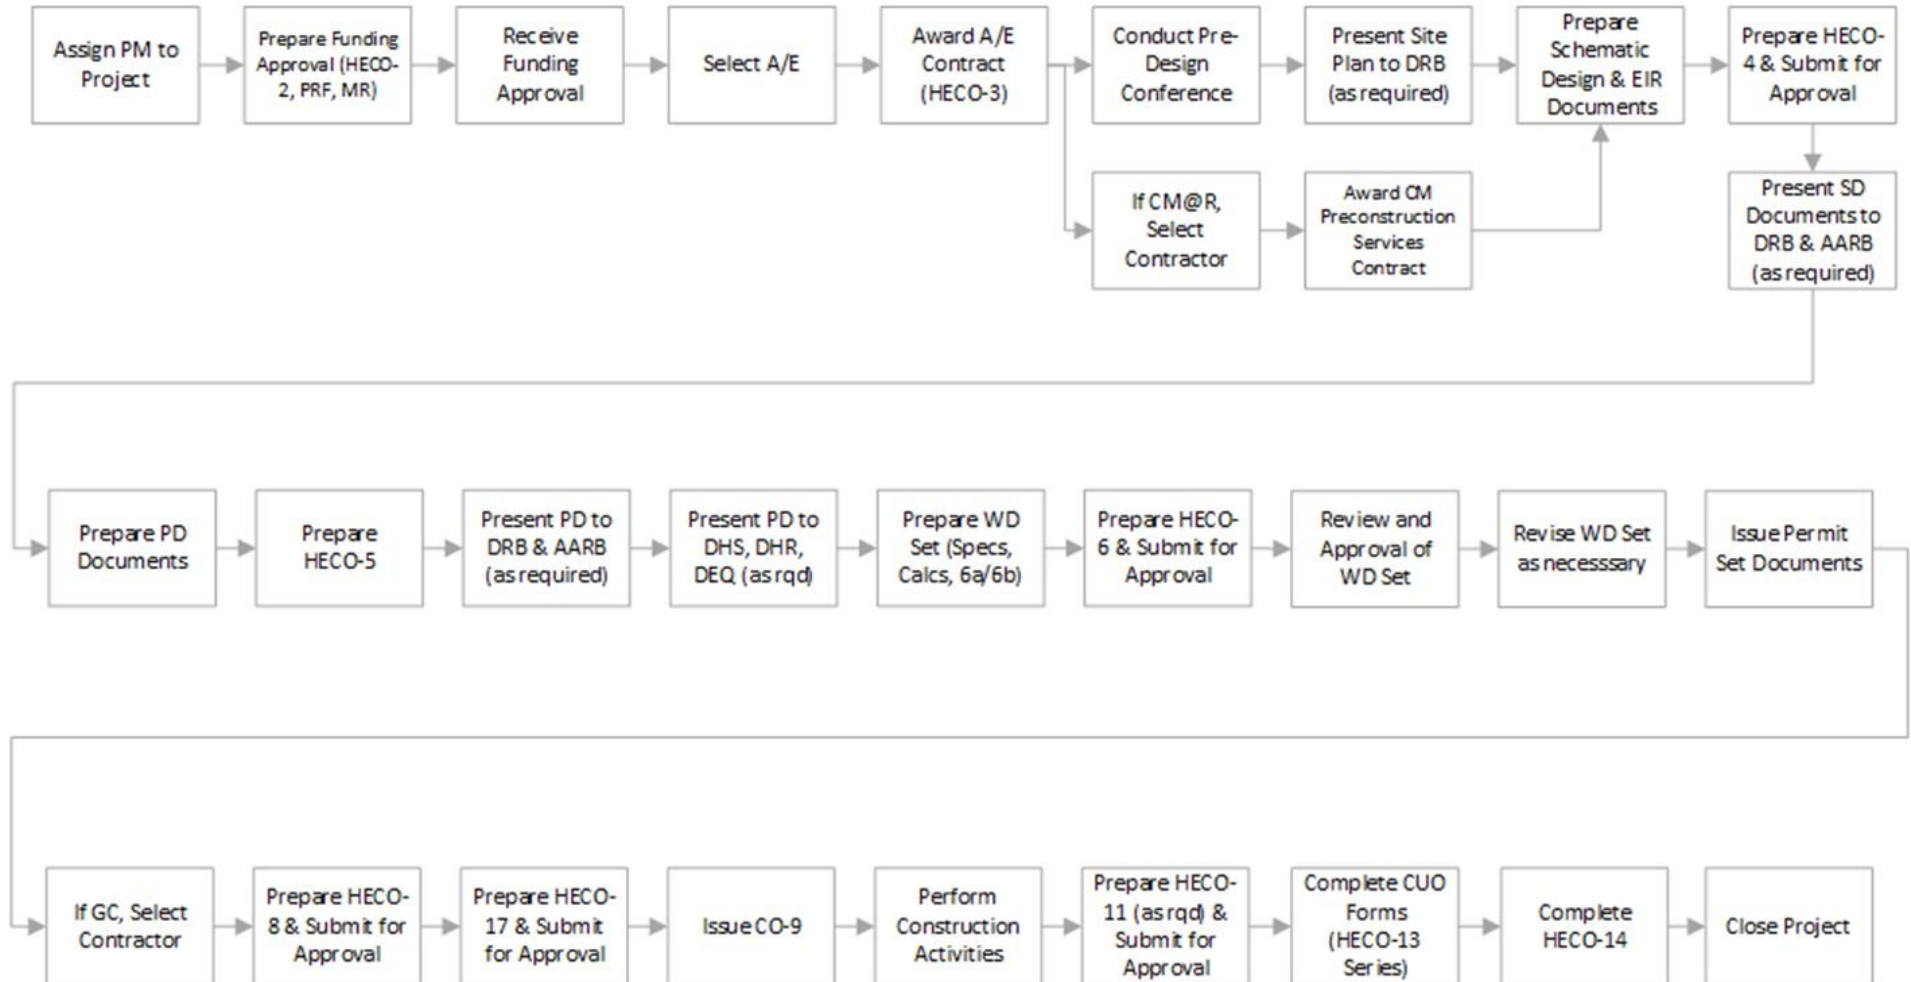 Assign PM to
Project
Prepare Funding
Approval (HECO-
2, PRF, MR)
Receive
Funding
Approval
Select A/E
Award A/E
Contract
(HECO-3)
Conduct Pre-
Design
Conference
Present Site
Plan to DRB
(as required)
Prepare
Schematic
Design & EIR
Documents
Prepare HECO-
4 & Submit for
Approval
If CM@R,
Select
Contractor
Award CM
Preconstruction
Services
Contract
Present SD
Documents to
DRB & AARB
(as required)
Prepare PD
Documents
Prepare
HECO-5
Present PD to
DRB & AARB
(as required)
Present PD to
DHS, DHR,
DEQ (as rqd)
Prepare WD
Set (Specs,
Calcs, 6a/6b)
Prepare HECO-
6 & Submit for
Approval
Review and
Approval of
WD Set
Revise WD Set
as necesssary
Issue Permit
Set Documents
If GC, Select
Contractor
Prepare HECO-
8 & Submit for
Approval
Prepare HECO-
17 & Submit
for Approval
Issue CO-9
Perform
Construction
Activities
Prepare HECO-
11 (as rqd) &
Submit for
Approval
Complete CUO
Forms
(HECO-13
Series)
Complete
HECO-14
Close Project